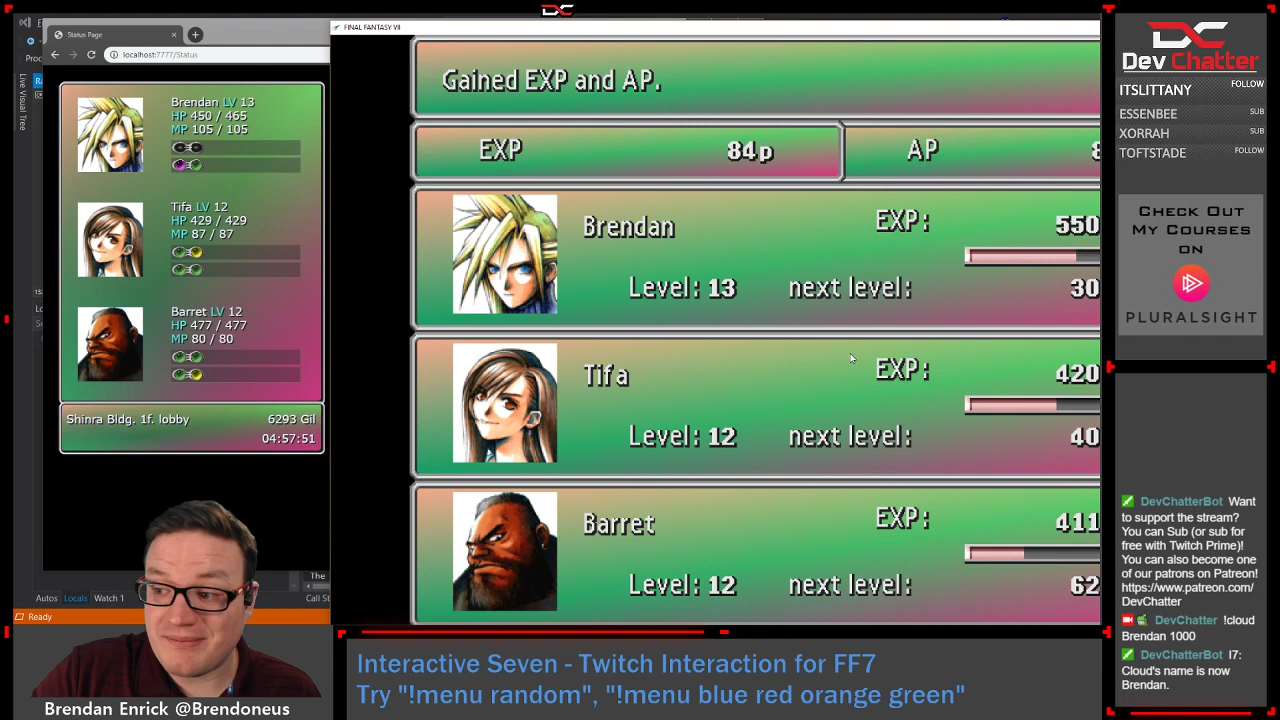 DC
Status Page
localhost:7777/Status
FINAL FANTASY VII
Live Visual Tree
Brendan LV 13
HP 450 / 465
MP 105 / 105
Tifa LV 12
HP 429 / 429
MP 87 / 87
Barret LV 12
HP 477 / 477
MP 80 / 80
Shinra Bldg. 1f. lobby
6293 Gil
04:57:51
Gained EXP and AP.
EXP
84p
AP
Brendan
EXP:
550
Level: 13
next level:
30
Tifa
EXP:
420
Level: 12
next level:
40
Barret
EXP:
411
Level: 12
next level:
62
Autos Locals Watch 1
Call St
The
Ready
Brendan Enrick @Brendoneus
Interactive Seven - Twitch Interaction for FF7
Try "!menu random", "!menu blue red orange green"
DC
Dev Chatter
ITSLITTANY FOLLOW
ESSENBEE SUB
XORRAH SUB
TOFTSTADE FOLLOW
Check Out
My Courses
on
PLURALSIGHT
DevChatterBot Want
to support the stream?
You can Sub (or sub for
free with Twitch Prime)!
You can also become one
of our patrons on Patreon!
https://www.patreon.com/
DevChatter
DevChatter !cloud
Brendan 1000
DevChatterBot I7:
Cloud's name is now
Brendan.